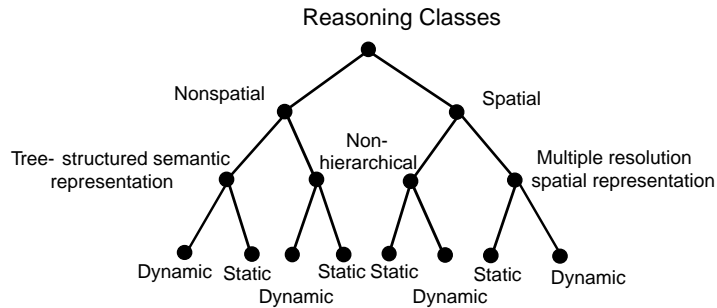 Reasoning Classes
Nonspatial
Spatial
Tree- structured semantic
representation
Non-
hierarchical
Multiple resolution
spatial representation
Dynamic
Static
Dynamic
Static
Static
Dynamic
Static
Dynamic